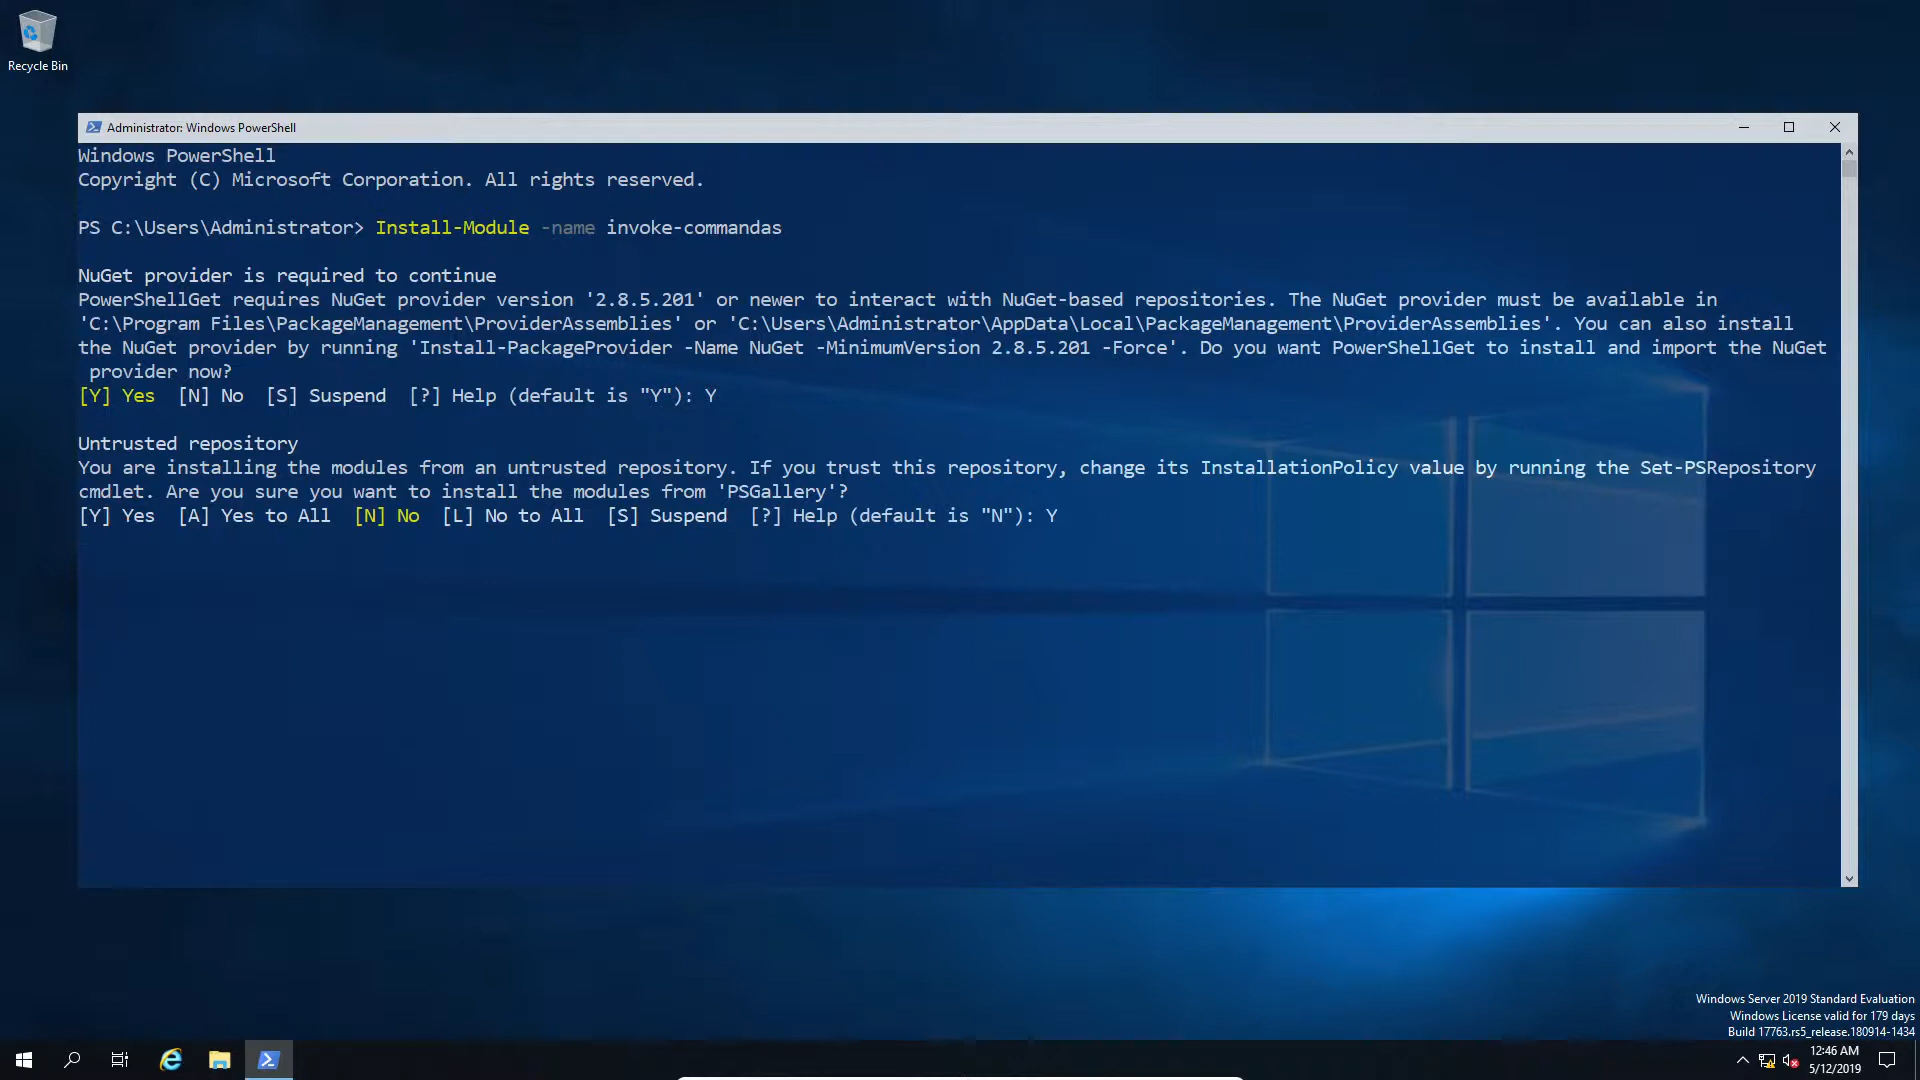 Recycle Bin
Administrator: Windows PowerShell
Windows PowerShell
Copyright (C) Microsoft Corporation. All rights reserved.
PS C:\Users\Administrator> Install-Module -name invoke-commandas
NuGet provider is required to continue
PowerShellGet requires NuGet provider version '2.8.5.201' or newer to interact with NuGet-based repositories. The NuGet provider must be available in
'C:\Program Files\PackageManagement\ProviderAssemblies' or 'C:\Users\Administrator\AppData\Local\PackageManagement\ProviderAssemblies'. You can also install
the NuGet provider by running 'Install-PackageProvider -Name NuGet -MinimumVersion 2.8.5.201 -Force'. Do you want PowerShellGet to install and import the NuGet
provider now?
[Y] Yes  [N] No  [S] Suspend  [?] Help (default is "Y"): Y
Untrusted repository
You are installing the modules from an untrusted repository. If you trust this repository, change its InstallationPolicy value by running the Set-PSRepository
cmdlet. Are you sure you want to install the modules from 'PSGallery'?
[Y] Yes  [A] Yes to All  [N] No  [L] No to All  [S] Suspend  [?] Help (default is "N"): Y
Windows Server 2019 Standard Evaluation
Windows License valid for 179 days
Build 17763.rs5_release.180914-1434
12:46 AM
5/12/2019